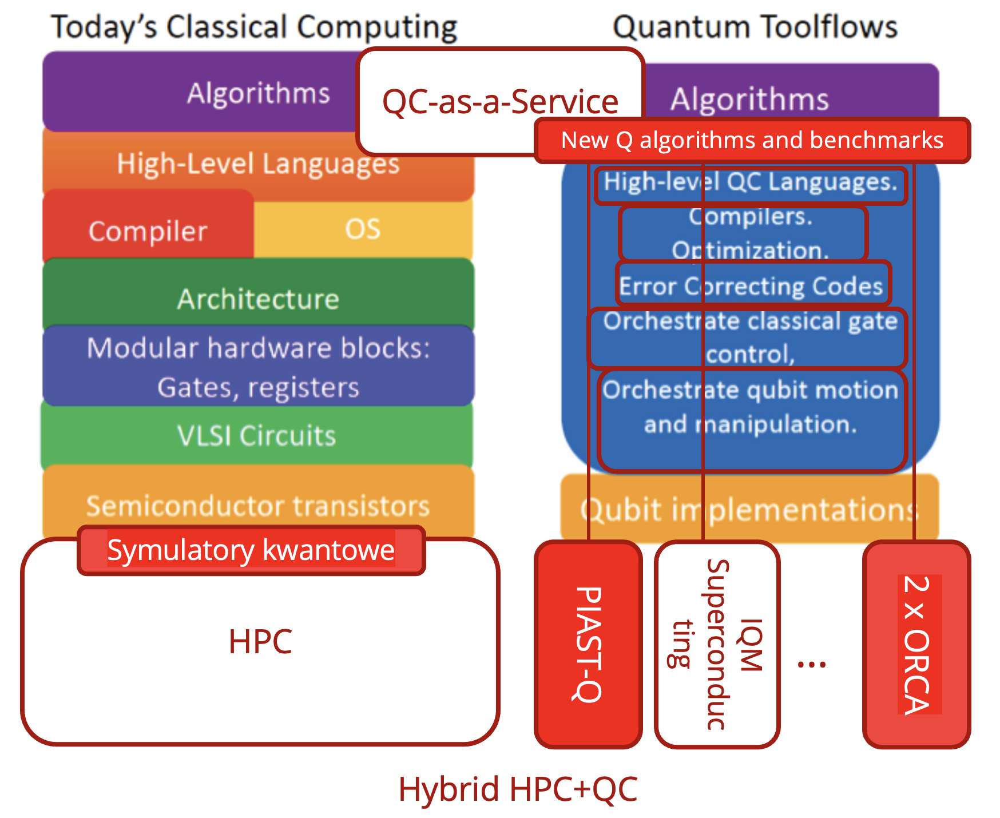 Today's Classical Computing
Algorithms
High-Level Languages
Compiler
OS
Architecture
Modular hardware blocks:
Gates, registers
VLSI Circuits
Semiconductor transistors
Symulatory kwantowe
HPC
QC-as-a-Service
Quantum Toolflows
Algorithms
New Q algorithms and benchmarks
High-level QC Languages.
Compilers.
Optimization.
Error Correcting Codes
Orchestrate classical gate
control,
Orchestrate qubit motion
and manipulation.
Qubit implementations
PIAST-Q
IQM
Superconduc
ting
...
2 x ORCA
Hybrid HPC+QC